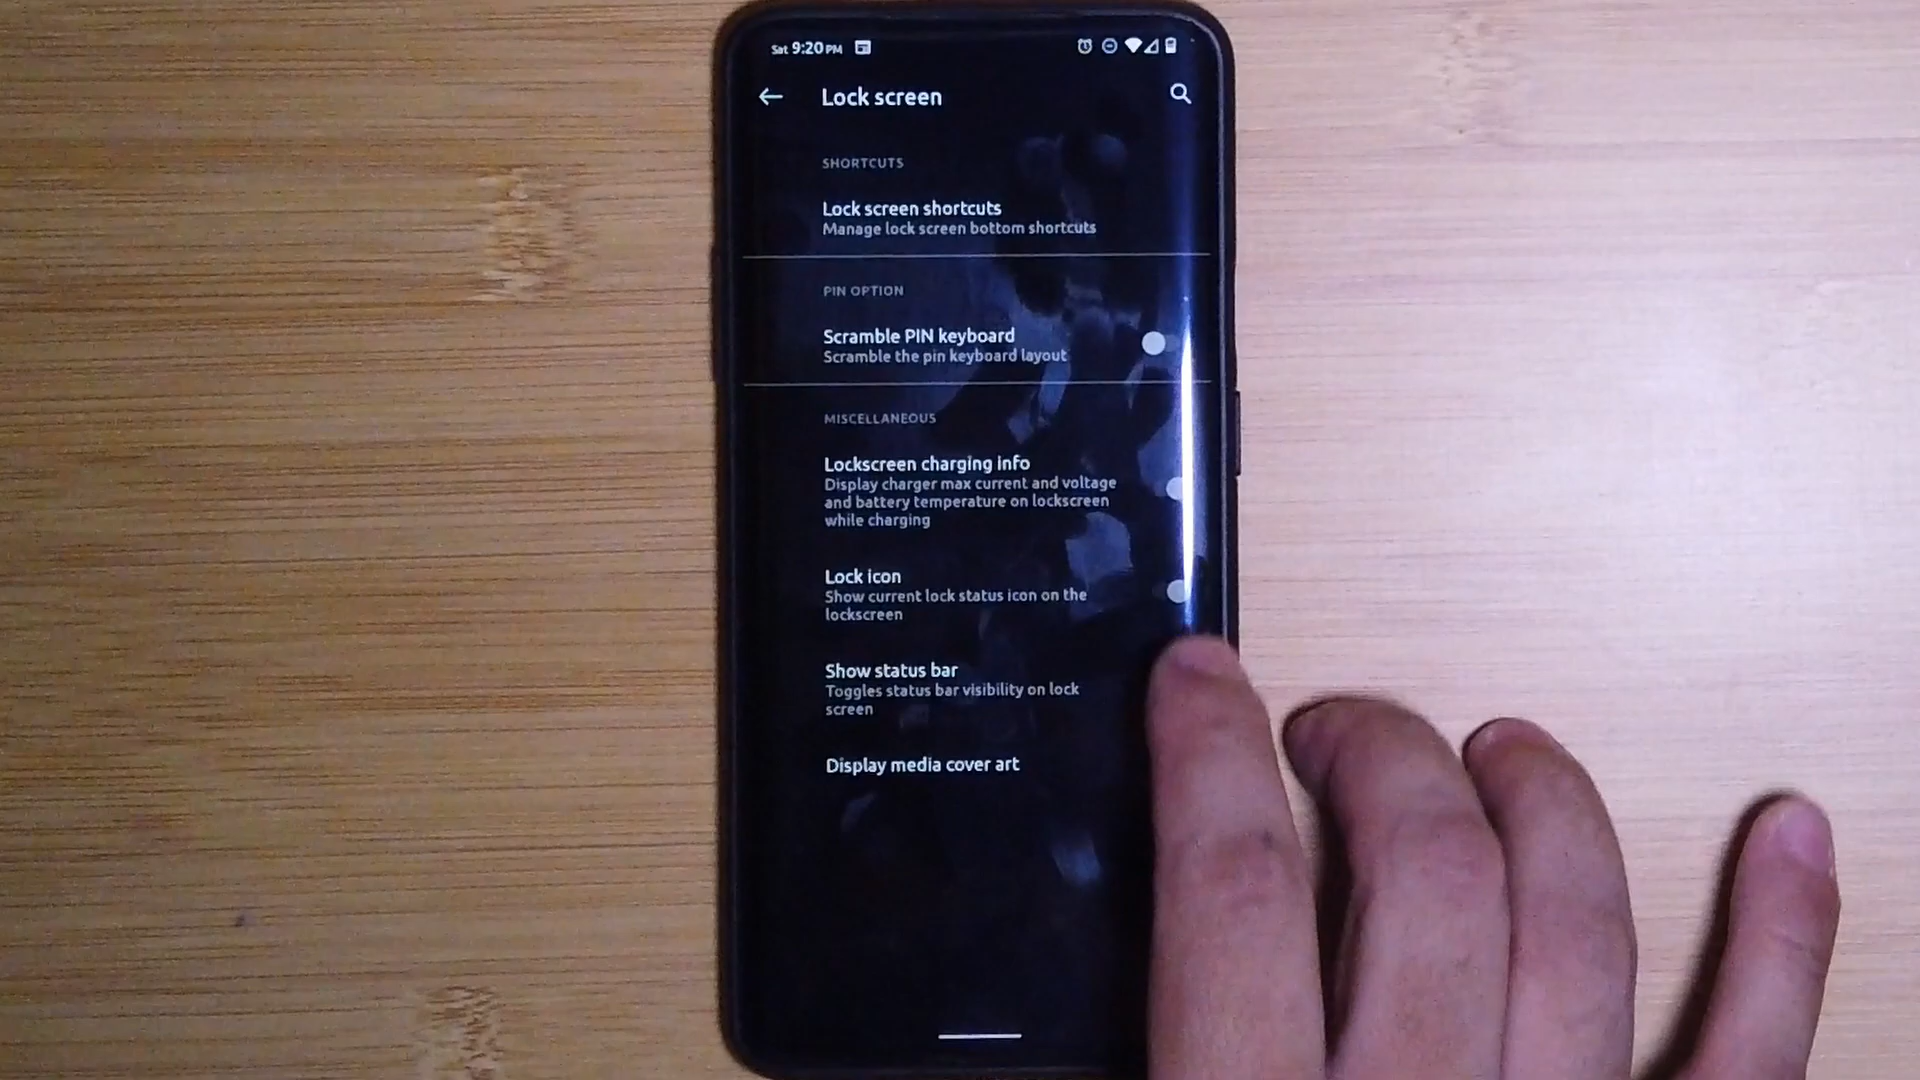 Sat 9:20 PM
Lock screen
SHORTCUTS
Lock screen shortcuts
Manage lock screen bottom shortcuts
PIN OPTION
Scramble PIN keyboard
Scramble the pin keyboard layout
MISCELLANEOUS
Lockscreen charging info
Display charger max current and voltage
and battery temperature on lockscreen
while charging
Lock icon
Show current lock status icon on the
lockscreen
Show status bar
Toggles status bar visibility on lock
screen
Display media cover art